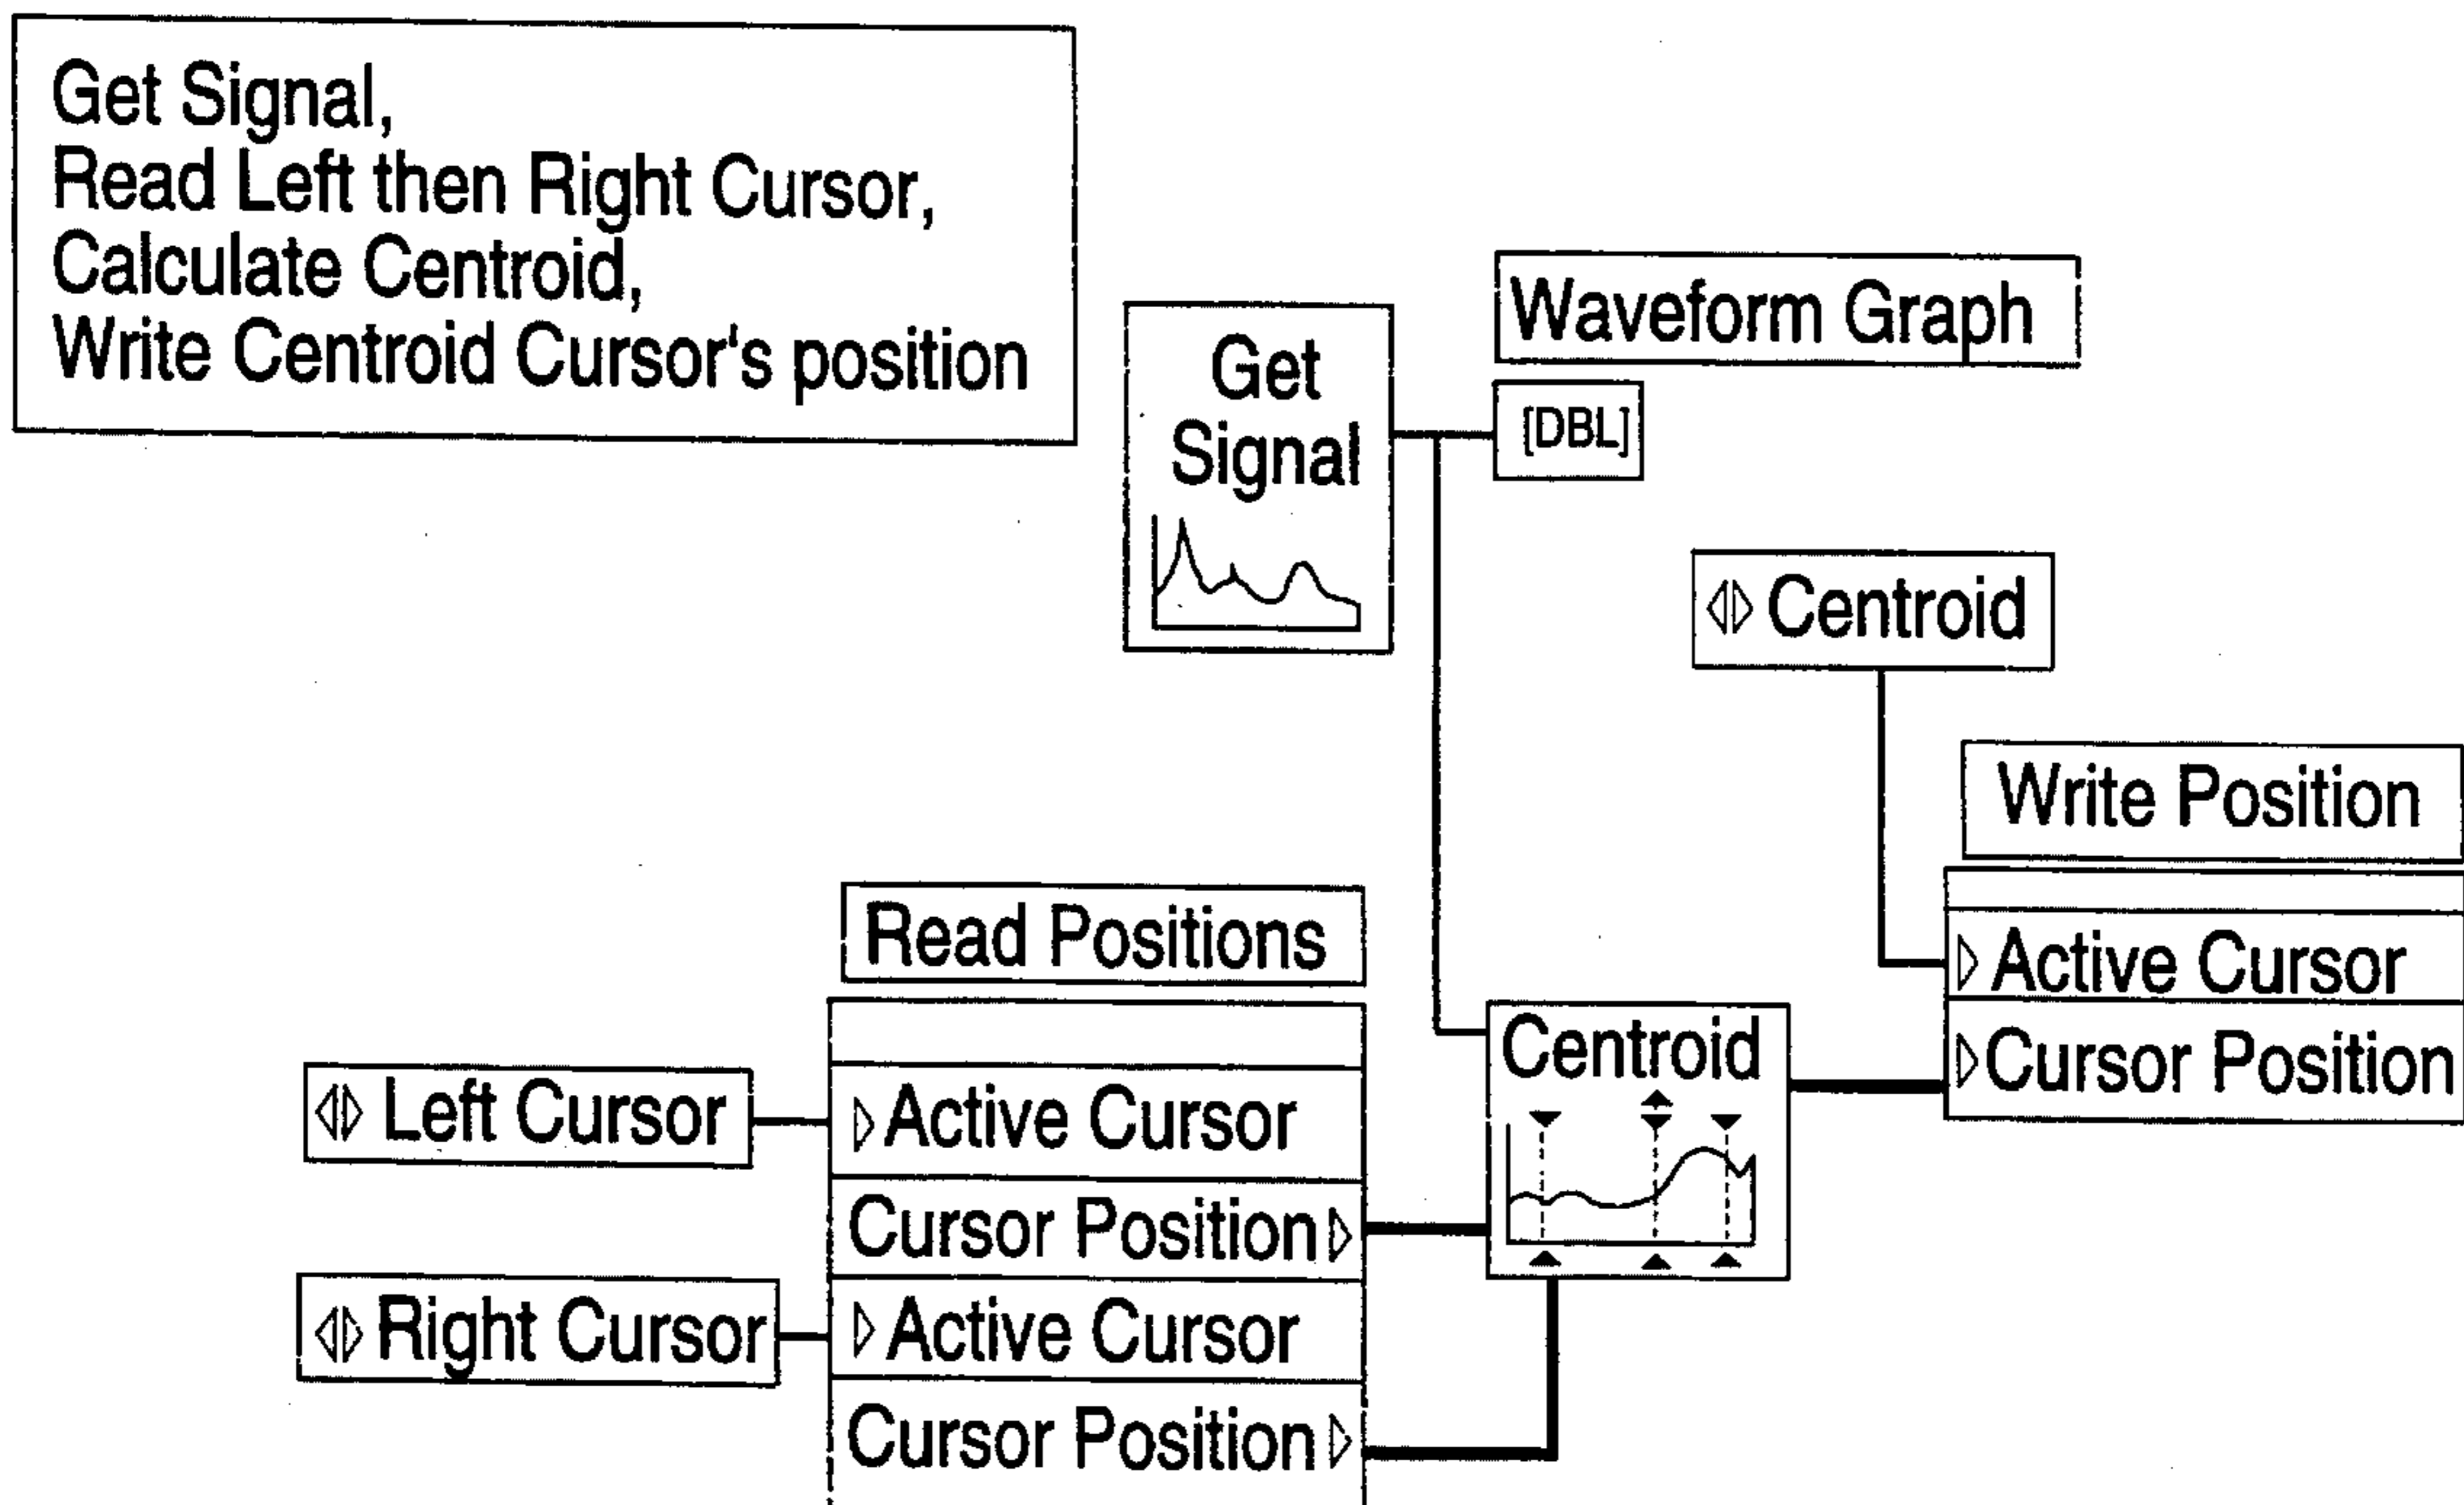 Get Signal,
Read Left then Right Cursor,
Calculate Centroid,
Write Centroid Cursor's position
Waveform Graph
Get
Signal
[DBL]
Centroid
Write Position
Active Cursor
Cursor Position
Read Positions
Left Cursor
Active Cursor
Cursor Position
Right Cursor
Active Cursor
Cursor Position
Centroid